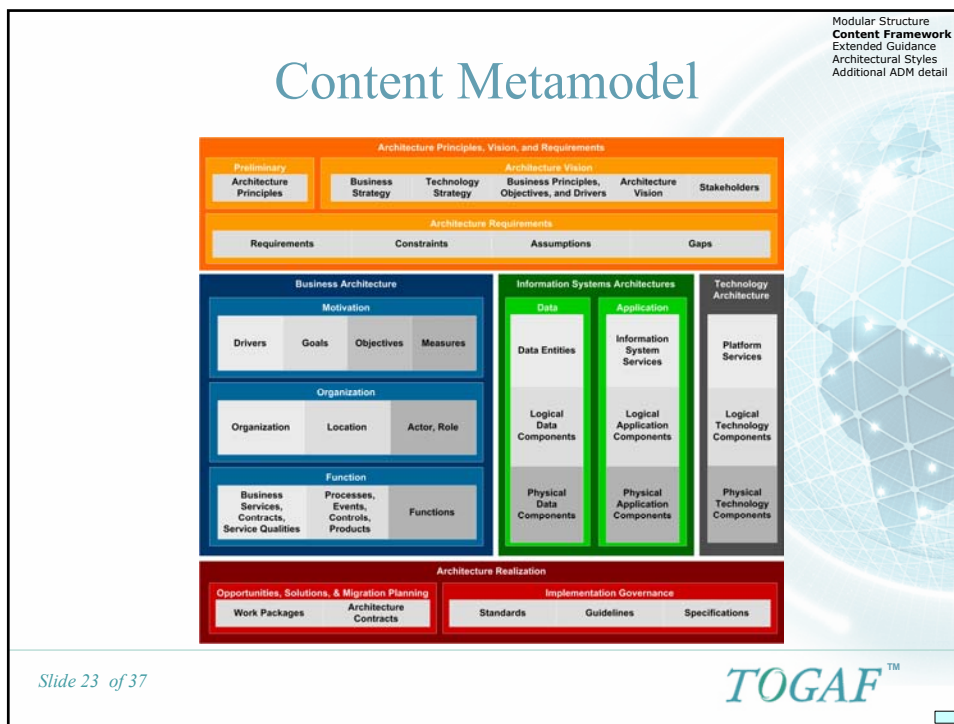 Modular Structure
Content Framework
Extended Guidance
Architectural Styles
Additional ADM detail
Content Metamodel
Architecture Principles, Vision, and Requirements
Preliminary
Architecture
Principles
Architecture Vision
Business
Strategy
Technology
Strategy
Business Principles,
Objectives, and Drivers
Architecture
Vision
Stakeholders
Architecture Requirements
Requirements
Constraints
Assumptions
Gaps
Business Architecture
Motivation
Drivers
Goals
Objectives
Measures
Organization
Organization
Location
Actor, Role
Function
Business
Services,
Contracts,
Service Qualities
Processes,
Events,
Controls,
Products
Functions
Information Systems Architectures
Data
Data Entities
Logical
Data
Components
Physical
Data
Components
Application
Information
System
Services
Logical
Application
Components
Physical
Application
Components
Technology
Architecture
Platform
Services
Logical
Technology
Components
Physical
Technology
Components
Architecture Realization
Opportunities, Solutions, & Migration Planning
Work Packages
Architecture
Contracts
Implementation Governance
Standards
Guidelines
Specifications
Slide 23 of 37
TOGAF™